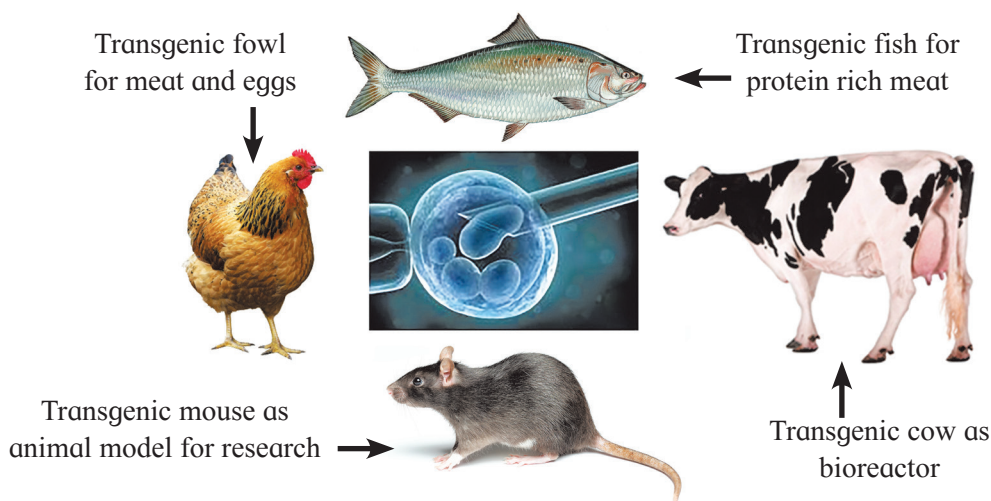 Transgenic fowl
for meat and eggs
Transgenic fish for
protein rich meat
Transgenic mouse as
animal model for research
Transgenic cow as
bioreactor